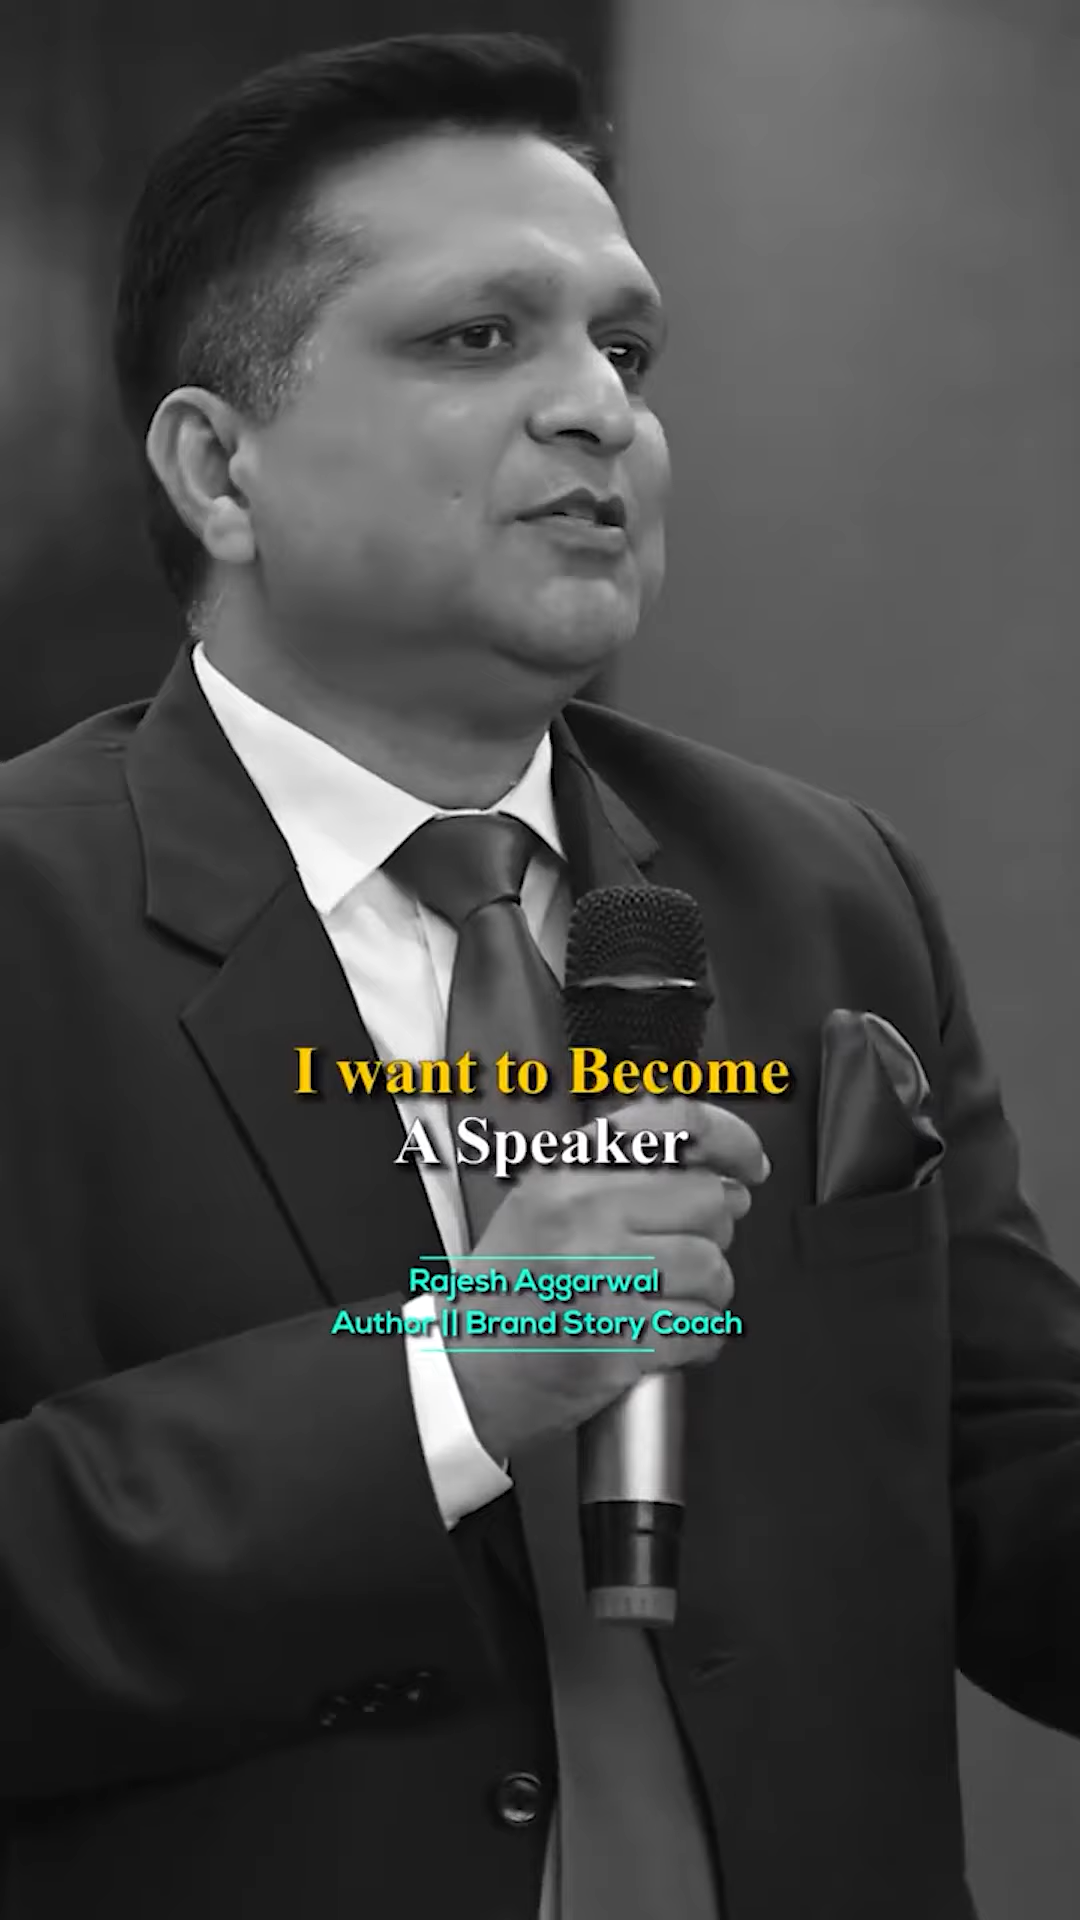 I want to Become
A Speaker
Rajesh Aggarwal
Author || Brand Story Coach